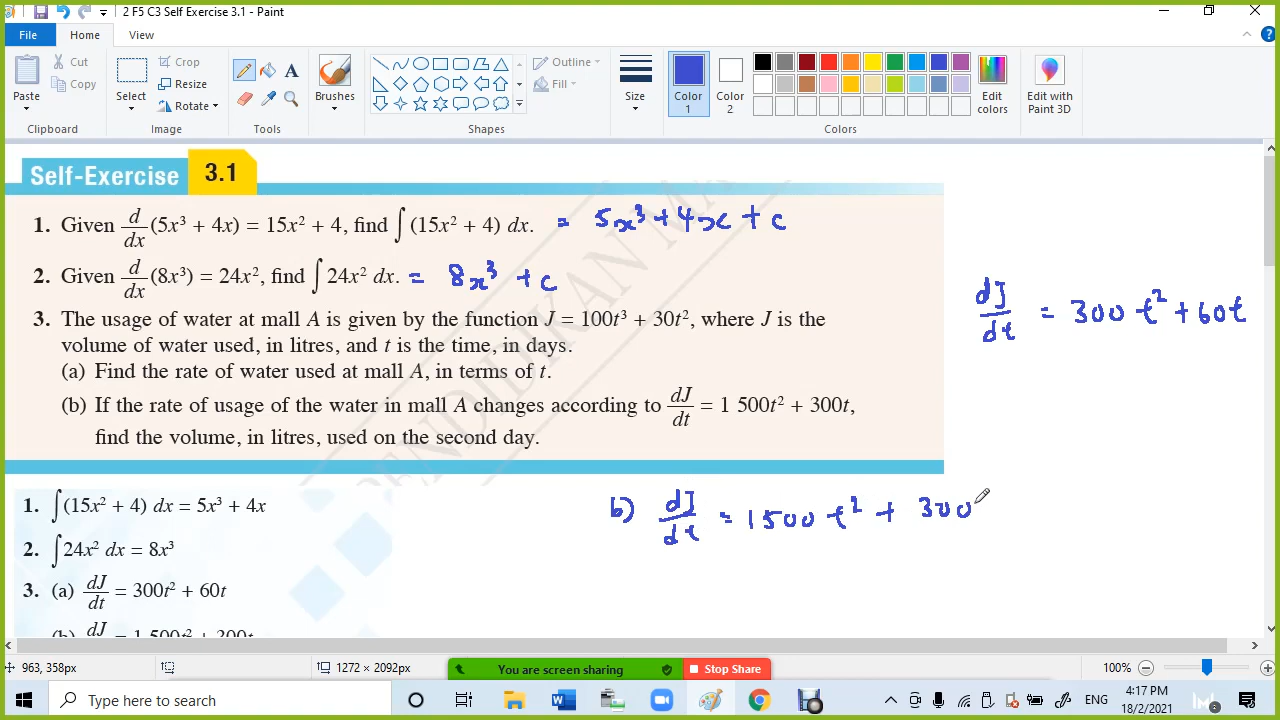 2 F5 C3 Self Exercise 3.1 - Paint
File Home View
Paste Cut Copy Select Crop Resize Rotate Brushes Outline Fill Size Color 1 Color 2 Edit colors Edit with Paint 3D
Clipboard Image Tools Shapes Colors
Self-Exercise 3.1
1. Given d/dx (5x³ + 4x) = 15x² + 4, find ∫(15x² + 4) dx. = 5x³ + 4x + c
2. Given d/dx (8x³) = 24x², find ∫24x² dx. = 8x³ + c
3. The usage of water at mall A is given by the function J = 100t³ + 30t², where J is the
volume of water used, in litres, and t is the time, in days.
(a) Find the rate of water used at mall A, in terms of t.
(b) If the rate of usage of the water in mall A changes according to dJ/dt = 1 500t² + 300t,
find the volume, in litres, used on the second day.
dJ/dt = 300t² + 60t
PENDIDIKAN MA
1. ∫(15x² + 4) dx = 5x³ + 4x
2. ∫24x² dx = 8x³
3. (a) dJ/dt = 300t² + 60t
(b) dJ = 1 500t² + 300t
b) dJ/dt = 1500t² + 300
963, 358px 1272 × 2092px 100%
You are screen sharing Stop Share
Type here to search
ENG 4:17 PM
18/2/2021